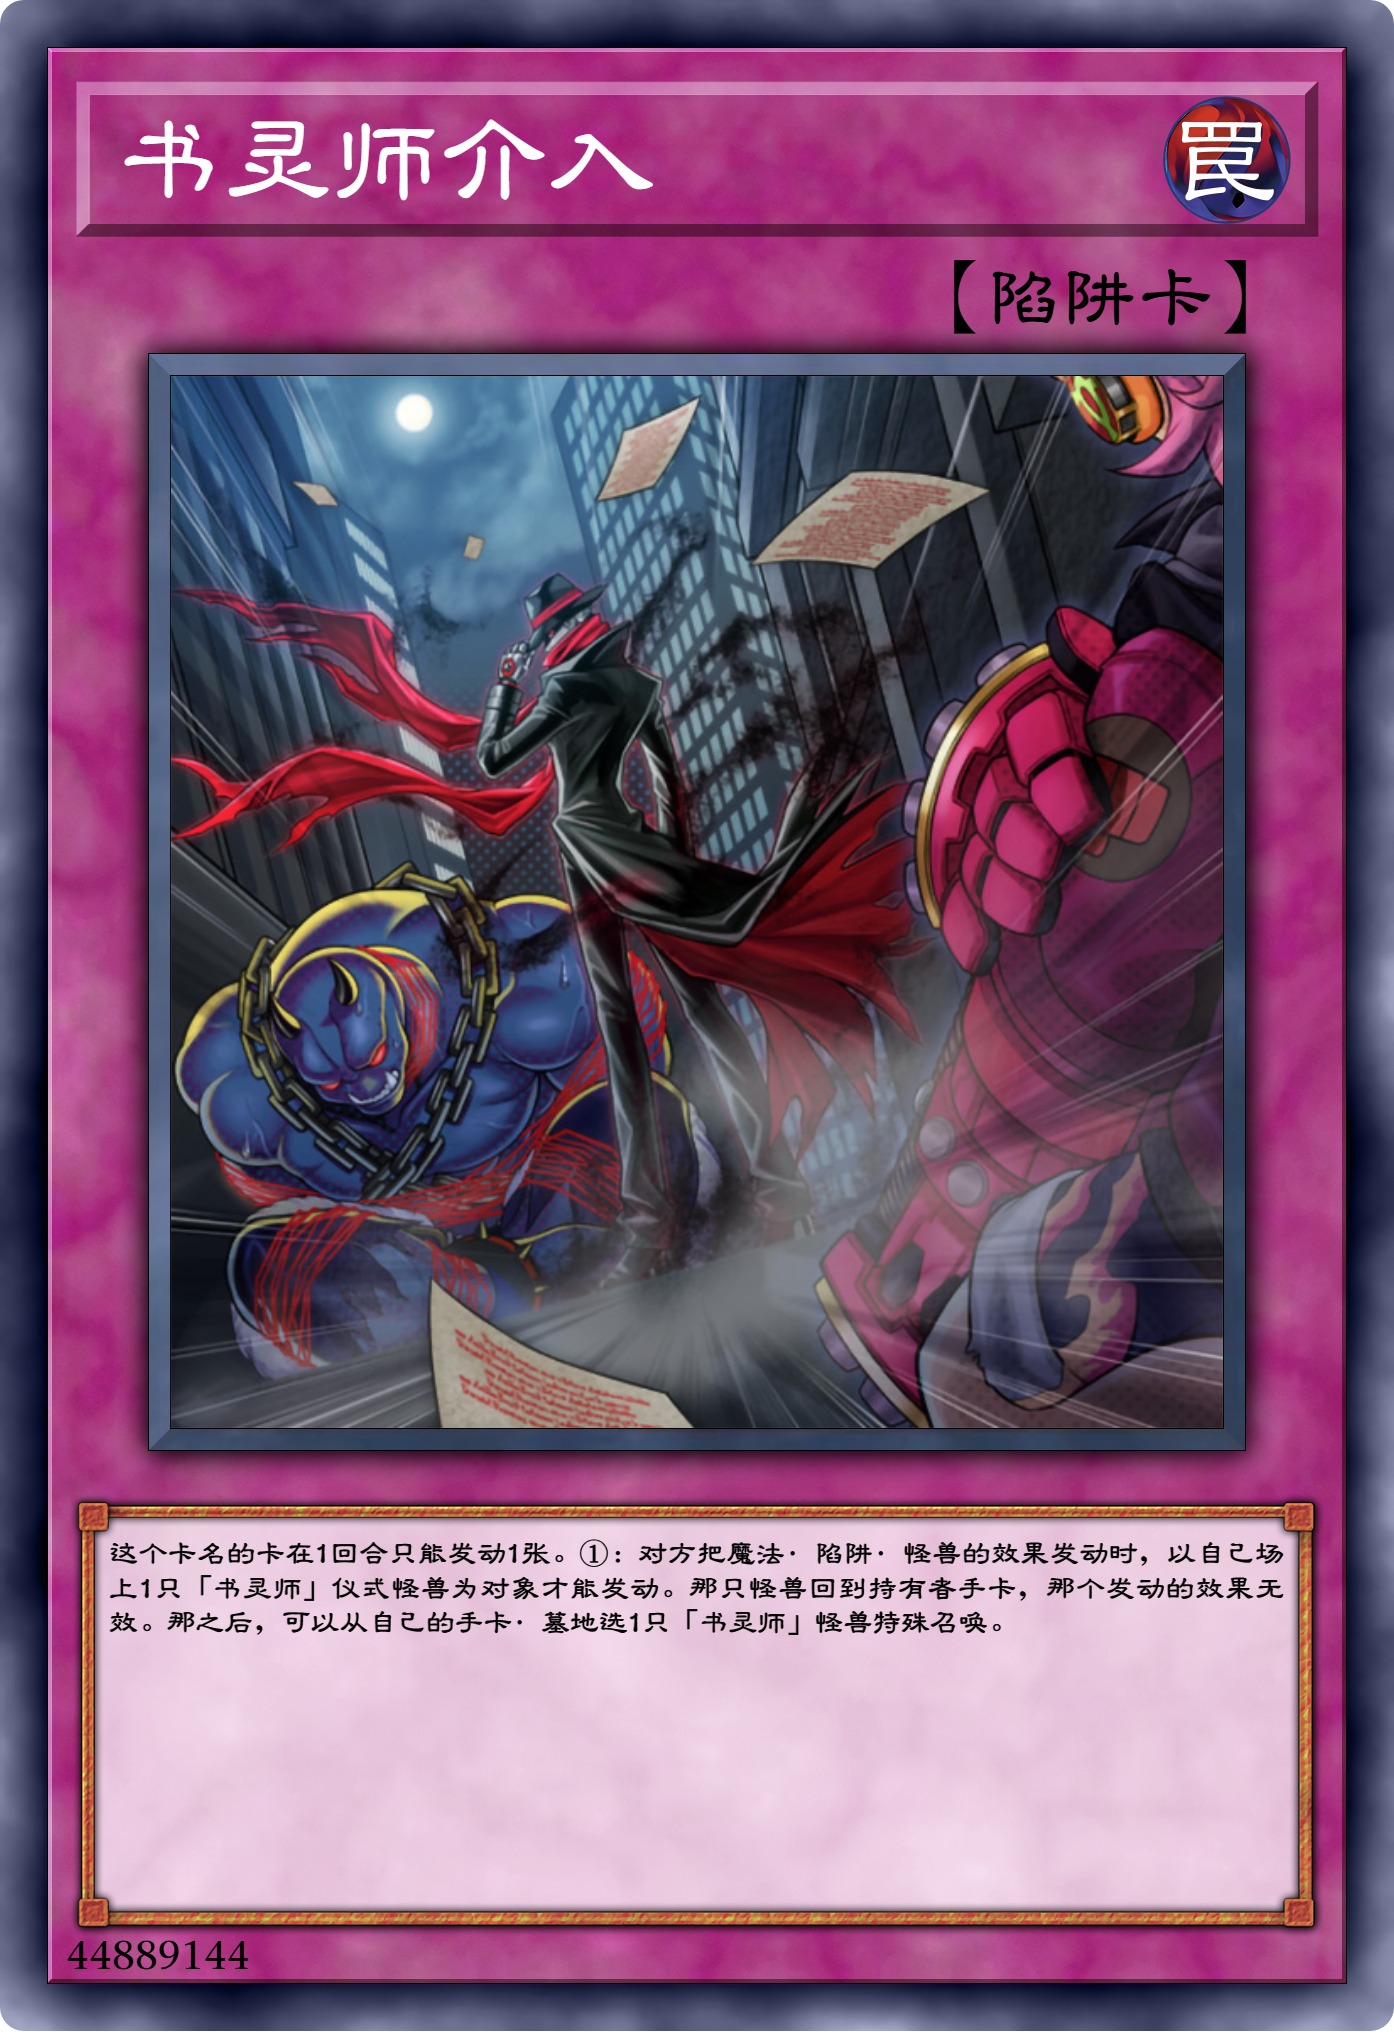 书灵师介入
罠
【陷阱卡】
这个卡名的卡在1回合只能发动1张。①：对方把魔法·陷阱·怪兽的效果发动时，以自己场
上1只「书灵师」仪式怪兽为对象才能发动。那只怪兽回到持有者手卡，那个发动的效果无
效。那之后，可以从自己的手卡·墓地选1只「书灵师」怪兽特殊召唤。
44889144